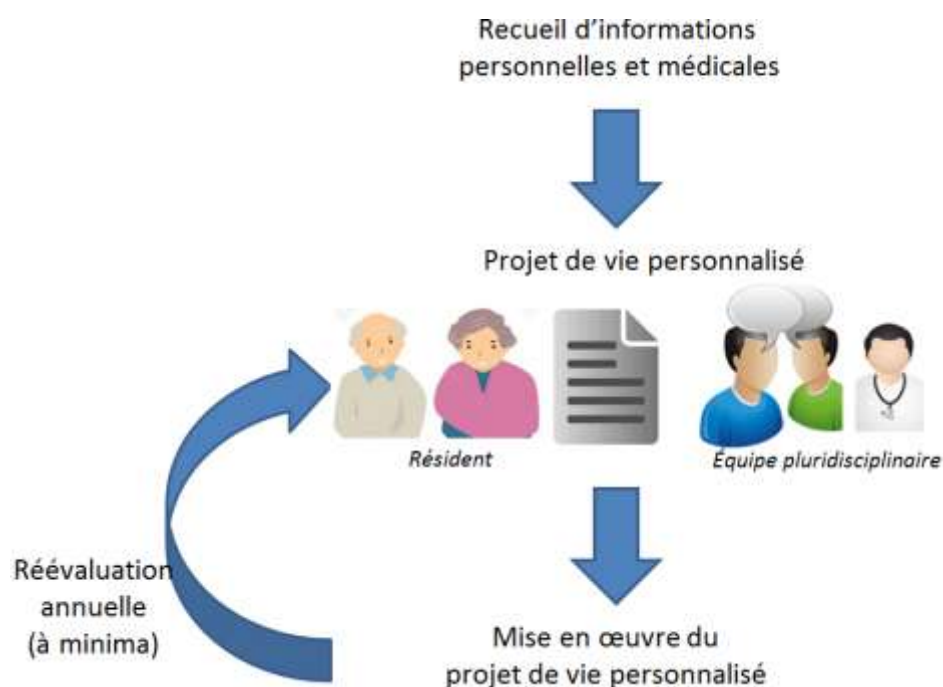 Recueil d'informations
personnelles et médicales
Projet de vie personnalisé
Résident
Équipe pluridisciplinaire
Réévaluation
annuelle
(à minima)
Mise en œuvre du
projet de vie personnalisé